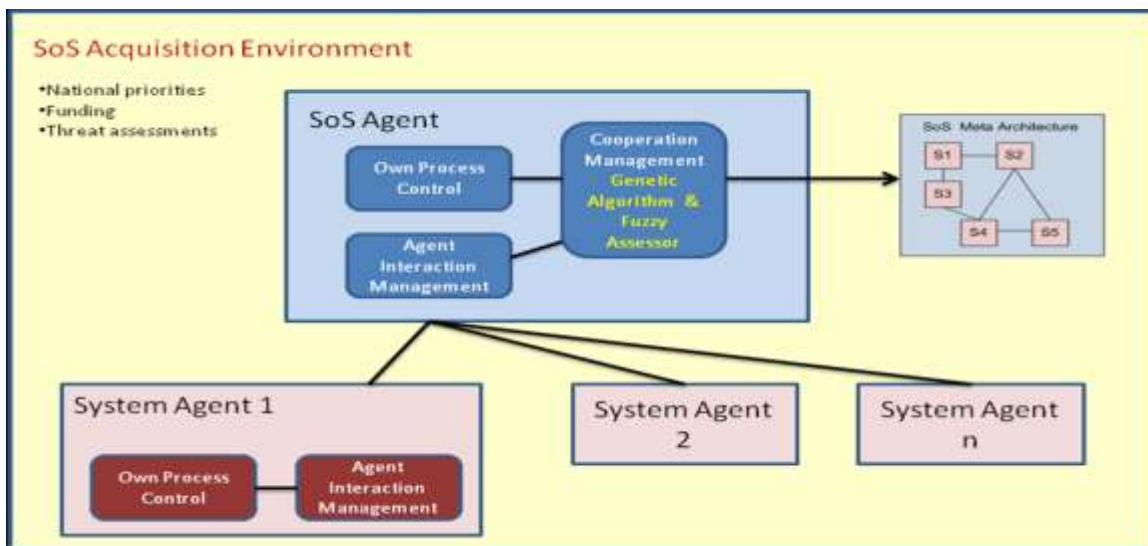 SoS Acquisition Environment
•National priorities
•Funding
•Threat assessments
SoS Agent
Own Process
Control
Agent
Interaction
Management
Cooperation
Management
Genetic
Algorithm &
Fuzzy
Assessor
SoS Meta Architecture
S1
S2
S3
S4
S5
System Agent 1
Own Process
Control
Agent
Interaction
Management
System Agent
2
System Agent
n